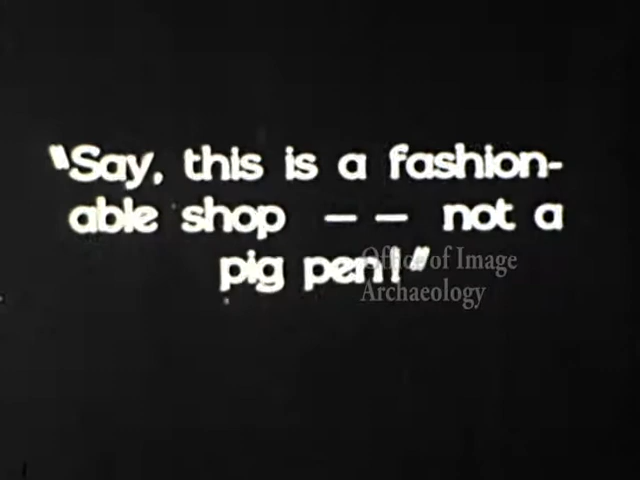 "Say, this is a fashion-
able shop — — not a
pig pen!"
Office of Image
Archaeology